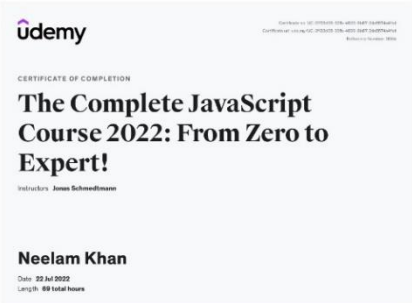 ûdemy
CERTIFICATE OF COMPLETION
The Complete JavaScript
Course 2022: From Zero to
Expert!
Instructors Jonas Schmedtmann
Neelam Khan
Date 22 Jul 2022
Length 69 total hours